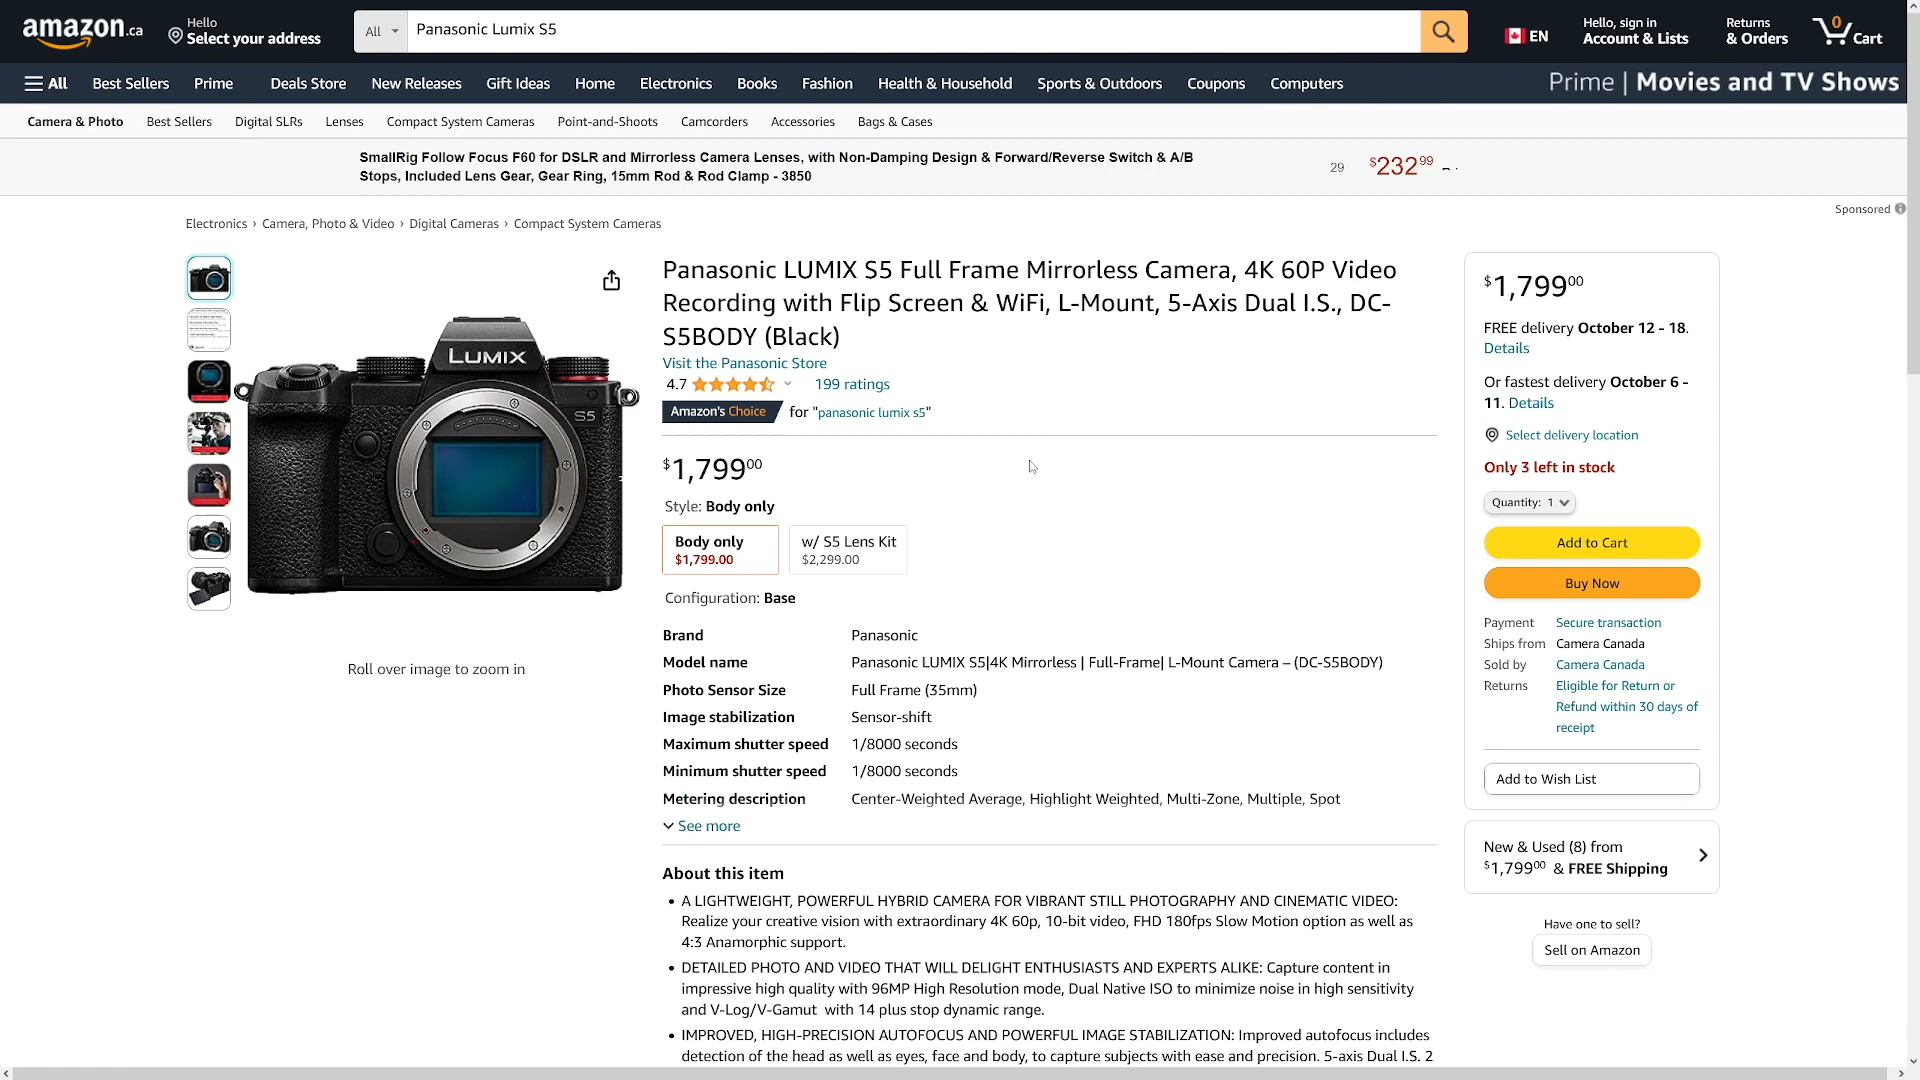 amazon.ca
Hello
Select your address
All
Panasonic Lumix S5
EN
Hello, sign in
Account & Lists
Returns
& Orders
0
Cart
All
Best Sellers
Prime
Deals Store
New Releases
Gift Ideas
Home
Electronics
Books
Fashion
Health & Household
Sports & Outdoors
Coupons
Computers
Prime | Movies and TV Shows
Camera & Photo
Best Sellers
Digital SLRs
Lenses
Compact System Cameras
Point-and-Shoots
Camcorders
Accessories
Bags & Cases
SmallRig Follow Focus F60 for DSLR and Mirrorless Camera Lenses, with Non-Damping Design & Forward/Reverse Switch & A/B
Stops, Included Lens Gear, Gear Ring, 15mm Rod & Rod Clamp - 3850
29
$232 99
Sponsored
Electronics › Camera, Photo & Video › Digital Cameras › Compact System Cameras
LUMIX
S5
Roll over image to zoom in
Panasonic LUMIX S5 Full Frame Mirrorless Camera, 4K 60P Video
Recording with Flip Screen & WiFi, L-Mount, 5-Axis Dual I.S., DC-
S5BODY (Black)
Visit the Panasonic Store
4.7
199 ratings
Amazon's Choice
for "panasonic lumix s5"
$1,799 00
Style: Body only
Body only
$1,799.00
w/ S5 Lens Kit
$2,299.00
Configuration: Base
Brand Panasonic
Model name Panasonic LUMIX S5|4K Mirrorless | Full-Frame| L-Mount Camera – (DC-S5BODY)
Photo Sensor Size Full Frame (35mm)
Image stabilization Sensor-shift
Maximum shutter speed 1/8000 seconds
Minimum shutter speed 1/8000 seconds
Metering description Center-Weighted Average, Highlight Weighted, Multi-Zone, Multiple, Spot
See more
About this item
• A LIGHTWEIGHT, POWERFUL HYBRID CAMERA FOR VIBRANT STILL PHOTOGRAPHY AND CINEMATIC VIDEO:
Realize your creative vision with extraordinary 4K 60p, 10-bit video, FHD 180fps Slow Motion option as well as
4:3 Anamorphic support.
• DETAILED PHOTO AND VIDEO THAT WILL DELIGHT ENTHUSIASTS AND EXPERTS ALIKE: Capture content in
impressive high quality with 96MP High Resolution mode, Dual Native ISO to minimize noise in high sensitivity
and V-Log/V-Gamut with 14 plus stop dynamic range.
• IMPROVED, HIGH-PRECISION AUTOFOCUS AND POWERFUL IMAGE STABILIZATION: Improved autofocus includes
detection of the head as well as eyes, face and body, to capture subjects with ease and precision. 5-axis Dual I.S. 2
$1,799 00
FREE delivery October 12 - 18.
Details
Or fastest delivery October 6 -
11. Details
Select delivery location
Only 3 left in stock
Quantity: 1
Add to Cart
Buy Now
Payment Secure transaction
Ships from Camera Canada
Sold by Camera Canada
Returns Eligible for Return or
Refund within 30 days of
receipt
Add to Wish List
New & Used (8) from
$1,799 00 & FREE Shipping
Have one to sell?
Sell on Amazon